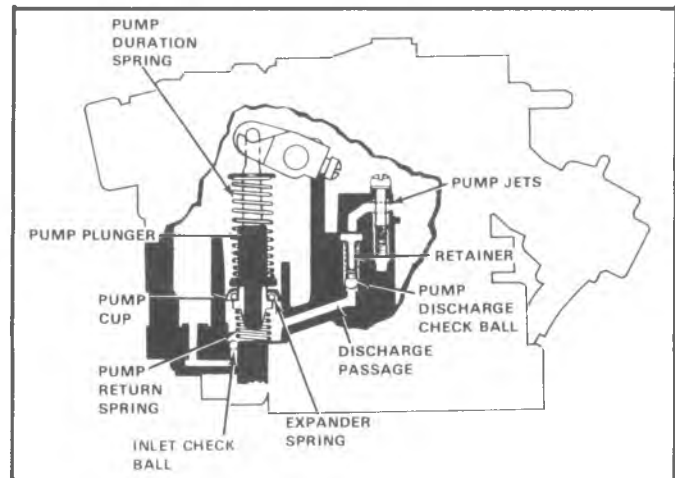 PUMP
DURATION
SPRING
PUMP JETS
PUMP PLUNGER
RETAINER
PUMP
CUP
PUMP
DISCHARGE
CHECK BALL
DISCHARGE
PASSAGE
PUMP
RETURN
SPRING
EXPANDER
SPRING
INLET CHECK
BALL